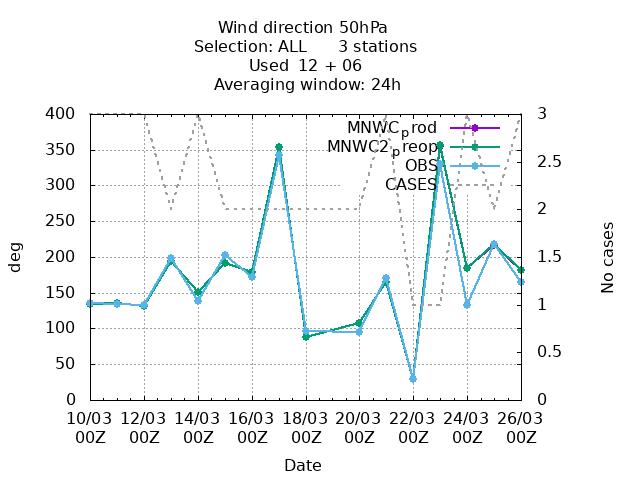 Wind direction 50hPa
Selection: ALL 3 stations
Used 12 + 06
Averaging window: 24h
400
350
300
250
200
150
100
50
0
deg
3
2.5
2
1.5
1
0.5
0
No cases
MNWCprod
MNWC2preop
OBS
CASES
10/03 12/03 14/03 16/03 18/03 20/03 22/03 24/03 26/03
00Z 00Z 00Z 00Z 00Z 00Z 00Z 00Z 00Z
Date